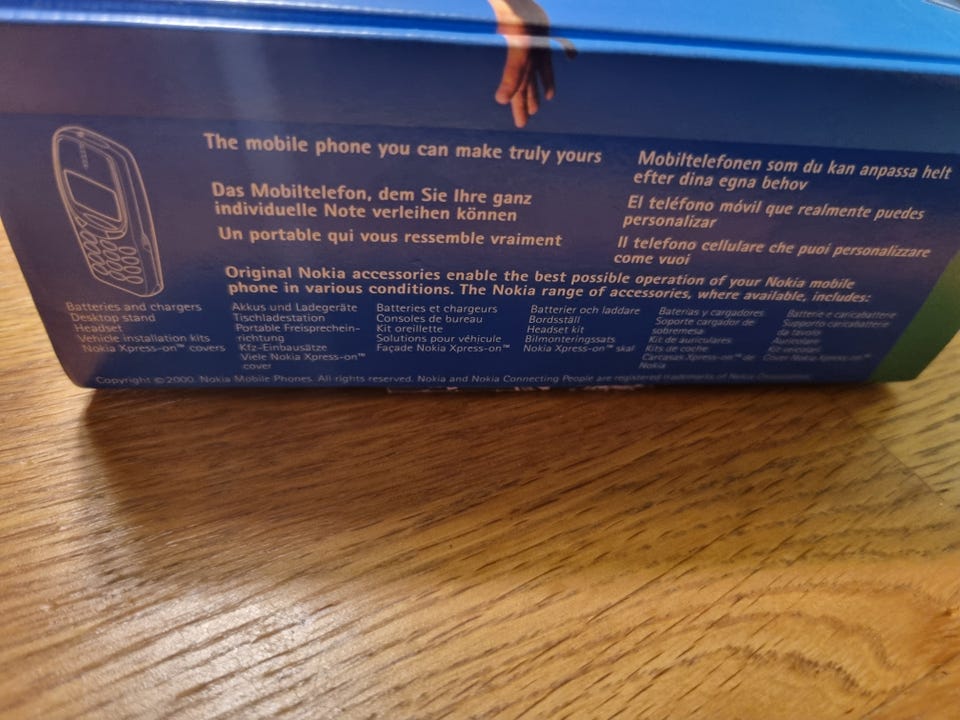 The mobile phone you can make truly yours
Das Mobiltelefon, dem Sie Ihre ganz
individuelle Note verleihen können
Un portable qui vous ressemble vraiment
Mobiltelefonen som du kan anpassa helt
efter dina egna behov
El teléfono móvil que realmente puedes
personalizar
Il telefono cellulare che puoi personalizzare
come vuoi
Original Nokia accessories enable the best possible operation of your Nokia mobile
phone in various conditions. The Nokia range of accessories, where available, includes:
Batteries and chargers
Desktop stand
Headset
Vehicle installation kits
Nokia Xpress-on™ covers
Akkus und Ladegeräte
Tischladestation
Portable Freisprechein-
richtung
Kfz-Einbausätze
Viele Nokia Xpress-on™
cover
Batteries et chargeurs
Consoles de bureau
Kit oreillette
Solutions pour véhicule
Façade Nokia Xpress-on™
Batterier och laddare
Bordsställ
Headset kit
Bilmonteringssats
Nokia Xpress-on™ skal
Baterías y cargadores
Soporte cargador de
sobremesa
Kit de auriculares
Kits de coche
Carcasas Xpress-on™ de
Nokia
Batterie e caricabatterie
Supporto caricabatterie
da tavolo
Auricolare
Kit veicolari
Cover Nokia Xpress-on™
Copyright © 2000. Nokia Mobile Phones. All rights reserved. Nokia and Nokia Connecting People are registered trademarks of Nokia